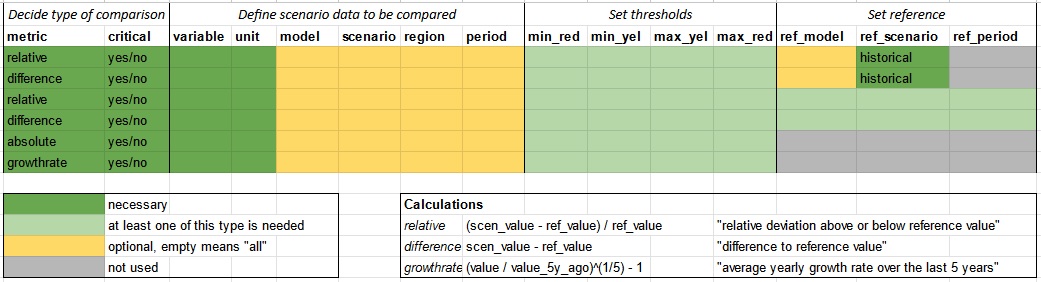 Decide type of comparison Define scenario data to be compared Set thresholds Set reference
metric critical variable unit model scenario region period min_red min_yel max_yel max_red ref_model ref_scenario ref_period
relative yes/no historical
difference yes/no historical
relative yes/no
difference yes/no
absolute yes/no
growthrate yes/no
necessary Calculations
at least one of this type is needed relative (scen_value - ref_value) / ref_value "relative deviation above or below reference value"
optional, empty means "all" difference scen_value - ref_value "difference to reference value"
not used growthrate (value / value_5y_ago)^(1/5) - 1 "average yearly growth rate over the last 5 years"